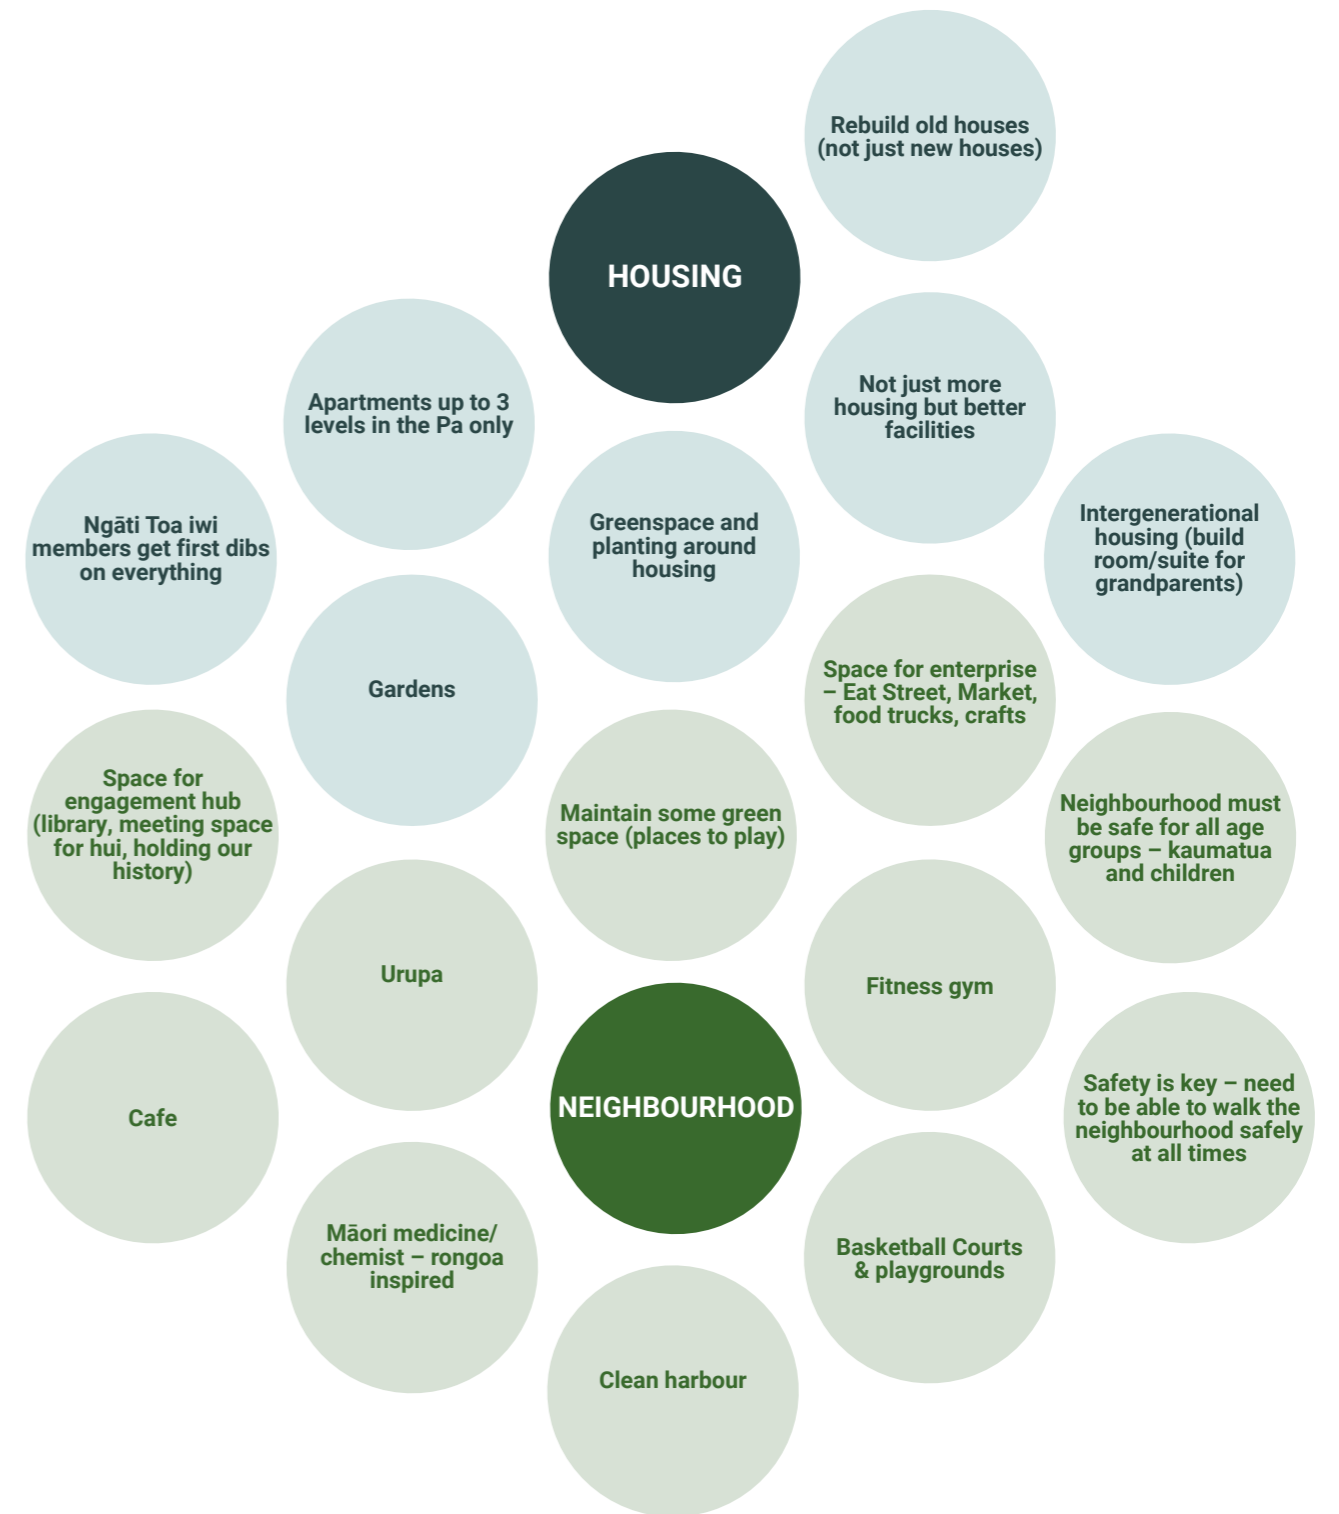 Rebuild old houses
(not just new houses)
HOUSING
Apartments up to 3
levels in the Pa only
Not just more
housing but better
facilities
Ngāti Toa iwi
members get first dibs
on everything
Greenspace and
planting around
housing
Intergenerational
housing (build
room/suite for
grandparents)
Gardens
Space for enterprise
– Eat Street, Market,
food trucks, crafts
Space for
engagement hub
(library, meeting space
for hui, holding our
history)
Maintain some green
space (places to play)
Neighbourhood must
be safe for all age
groups – kaumatua
and children
Urupa
Fitness gym
Cafe
NEIGHBOURHOOD
Safety is key – need
to be able to walk the
neighbourhood safely
at all times
Māori medicine/
chemist – rongoa
inspired
Basketball Courts
& playgrounds
Clean harbour